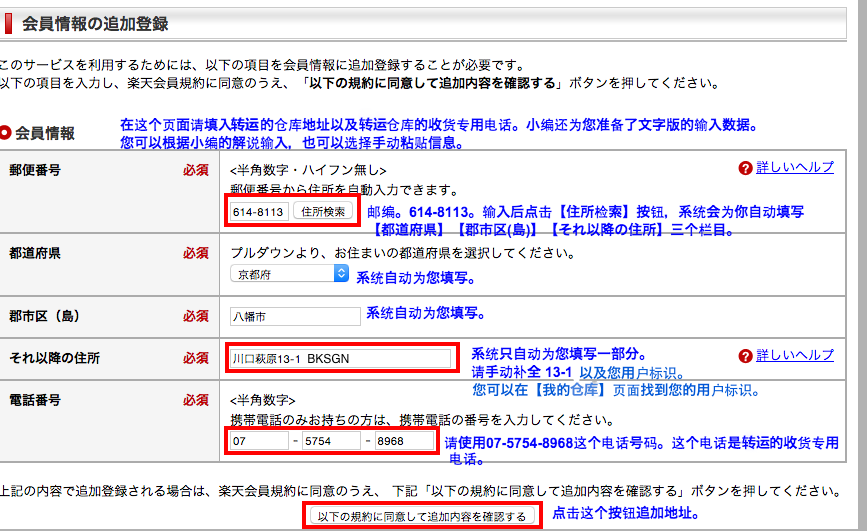 会員情報の追加登録
このサービスを利用するためには、以下の項目を会員情報に追加登録することが必要です。
以下の項目を入力し、楽天会員規約に同意のうえ、「以下の規約に同意して追加内容を確認する」ボタンを押してください。
会員情報
在这个页面请填入转运的仓库地址以及转运仓库的收货专用电话。小编还为您准备了文字版的输入数据。
您可以根据小编的解说输入，也可以选择手动粘贴信息。
郵便番号 必須
<半角数字・ハイフン無し> 詳しいヘルプ
郵便番号から住所を自動入力できます。
614-8113 住所検索 邮编。614-8113。输入后点击【住所检索】按钮，系统会为你自动填写
【都道府県】【郡市区(島)】【それ以降の住所】三个栏目。
都道府県 必須 プルダウンより、お住まいの都道府県を選択してください。
京都府 系统自动为您填写。
郡市区（島） 必須 八幡市 系统自动为您填写。
それ以降の住所 必須 川口萩原13-1 BKSGN 系统只自动为您填写一部分。 詳しいヘルプ
请手动补全 13-1 以及您用户标识。
您可以在【我的仓库】页面找到您的用户标识。
電話番号 必須 <半角数字>
携帯電話のみお持ちの方は、携帯電話の番号を入力してください。
07 - 5754 - 8968 请使用07-5754-8968这个电话号码。这个电话是转运的收货专用
电话。
上記の内容で追加登録される場合は、楽天会員規約に同意のうえ、 下記「以下の規約に同意して追加内容を確認する」ボタンを押してください。
以下の規約に同意して追加内容を確認する 点击这个按钮追加地址。